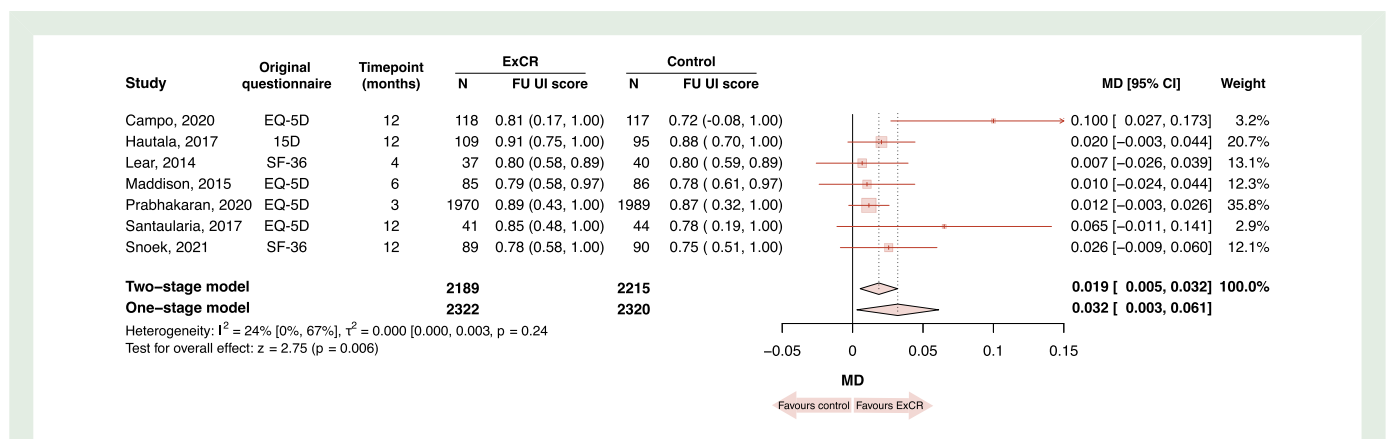 ExCR Control
Original Timepoint
Study questionnaire (months) N FU UI score N FU UI score MD [95% CI] Weight
Campo, 2020 EQ-5D 12 118 0.81 (0.17, 1.00) 117 0.72 (-0.08, 1.00) 0.100 [ 0.027, 0.173] 3.2%
Hautala, 2017 15D 12 109 0.91 (0.75, 1.00) 95 0.88 ( 0.70, 1.00) 0.020 [−0.003, 0.044] 20.7%
Lear, 2014 SF-36 4 37 0.80 (0.58, 0.89) 40 0.80 ( 0.59, 0.89) 0.007 [−0.026, 0.039] 13.1%
Maddison, 2015 EQ-5D 6 85 0.79 (0.58, 0.97) 86 0.78 ( 0.61, 0.97) 0.010 [−0.024, 0.044] 12.3%
Prabhakaran, 2020 EQ-5D 3 1970 0.89 (0.43, 1.00) 1989 0.87 ( 0.32, 1.00) 0.012 [−0.003, 0.026] 35.8%
Santaularia, 2017 EQ-5D 12 41 0.85 (0.48, 1.00) 44 0.78 ( 0.19, 1.00) 0.065 [−0.011, 0.141] 2.9%
Snoek, 2021 SF-36 12 89 0.78 (0.58, 1.00) 90 0.75 ( 0.51, 1.00) 0.026 [−0.009, 0.060] 12.1%
Two−stage model 2189 2215 0.019 [ 0.005, 0.032] 100.0%
One−stage model 2322 2320 0.032 [ 0.003, 0.061]
Heterogeneity: I² = 24% [0%, 67%], τ² = 0.000 [0.000, 0.003, p = 0.24
Test for overall effect: z = 2.75 (p = 0.006)
−0.05 0 0.05 0.1 0.15
MD
Favours control Favours ExCR